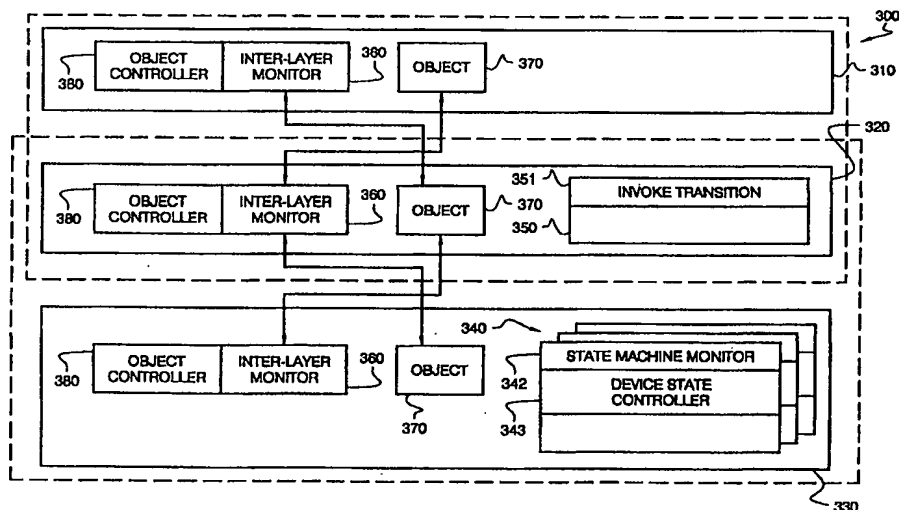 300
OBJECT CONTROLLER
INTER-LAYER MONITOR
OBJECT
380
360
370
310
320
OBJECT CONTROLLER
INTER-LAYER MONITOR
OBJECT
380
360
370
351
INVOKE TRANSITION
350
340
OBJECT CONTROLLER
INTER-LAYER MONITOR
OBJECT
380
360
370
342
STATE MACHINE MONITOR
343
DEVICE STATE
CONTROLLER
330